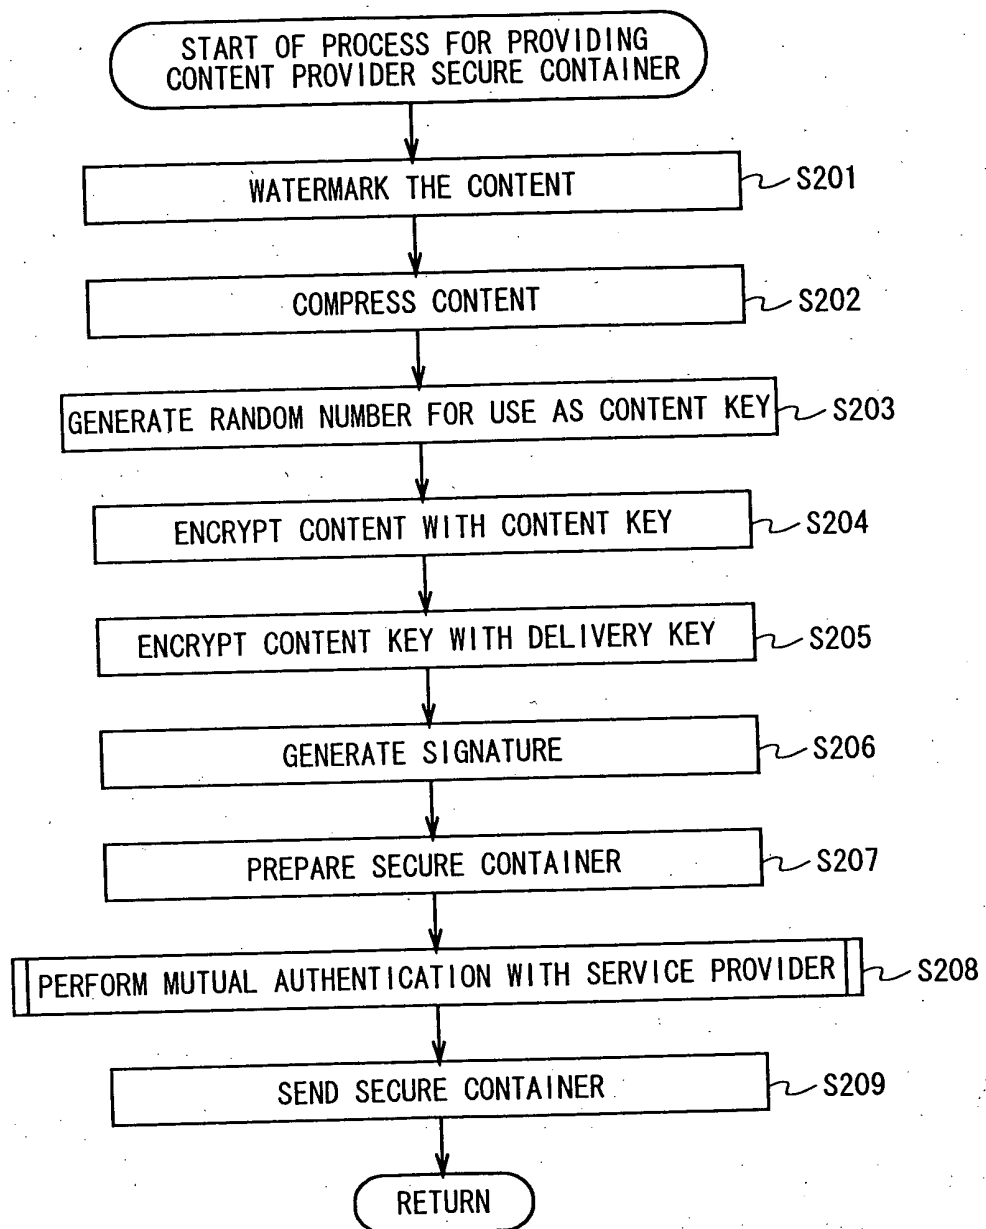 START OF PROCESS FOR PROVIDING
CONTENT PROVIDER SECURE CONTAINER
WATERMARK THE CONTENT
S201
COMPRESS CONTENT
S202
GENERATE RANDOM NUMBER FOR USE AS CONTENT KEY
S203
ENCRYPT CONTENT WITH CONTENT KEY
S204
ENCRYPT CONTENT KEY WITH DELIVERY KEY
S205
GENERATE SIGNATURE
S206
PREPARE SECURE CONTAINER
S207
PERFORM MUTUAL AUTHENTICATION WITH SERVICE PROVIDER
S208
SEND SECURE CONTAINER
S209
RETURN